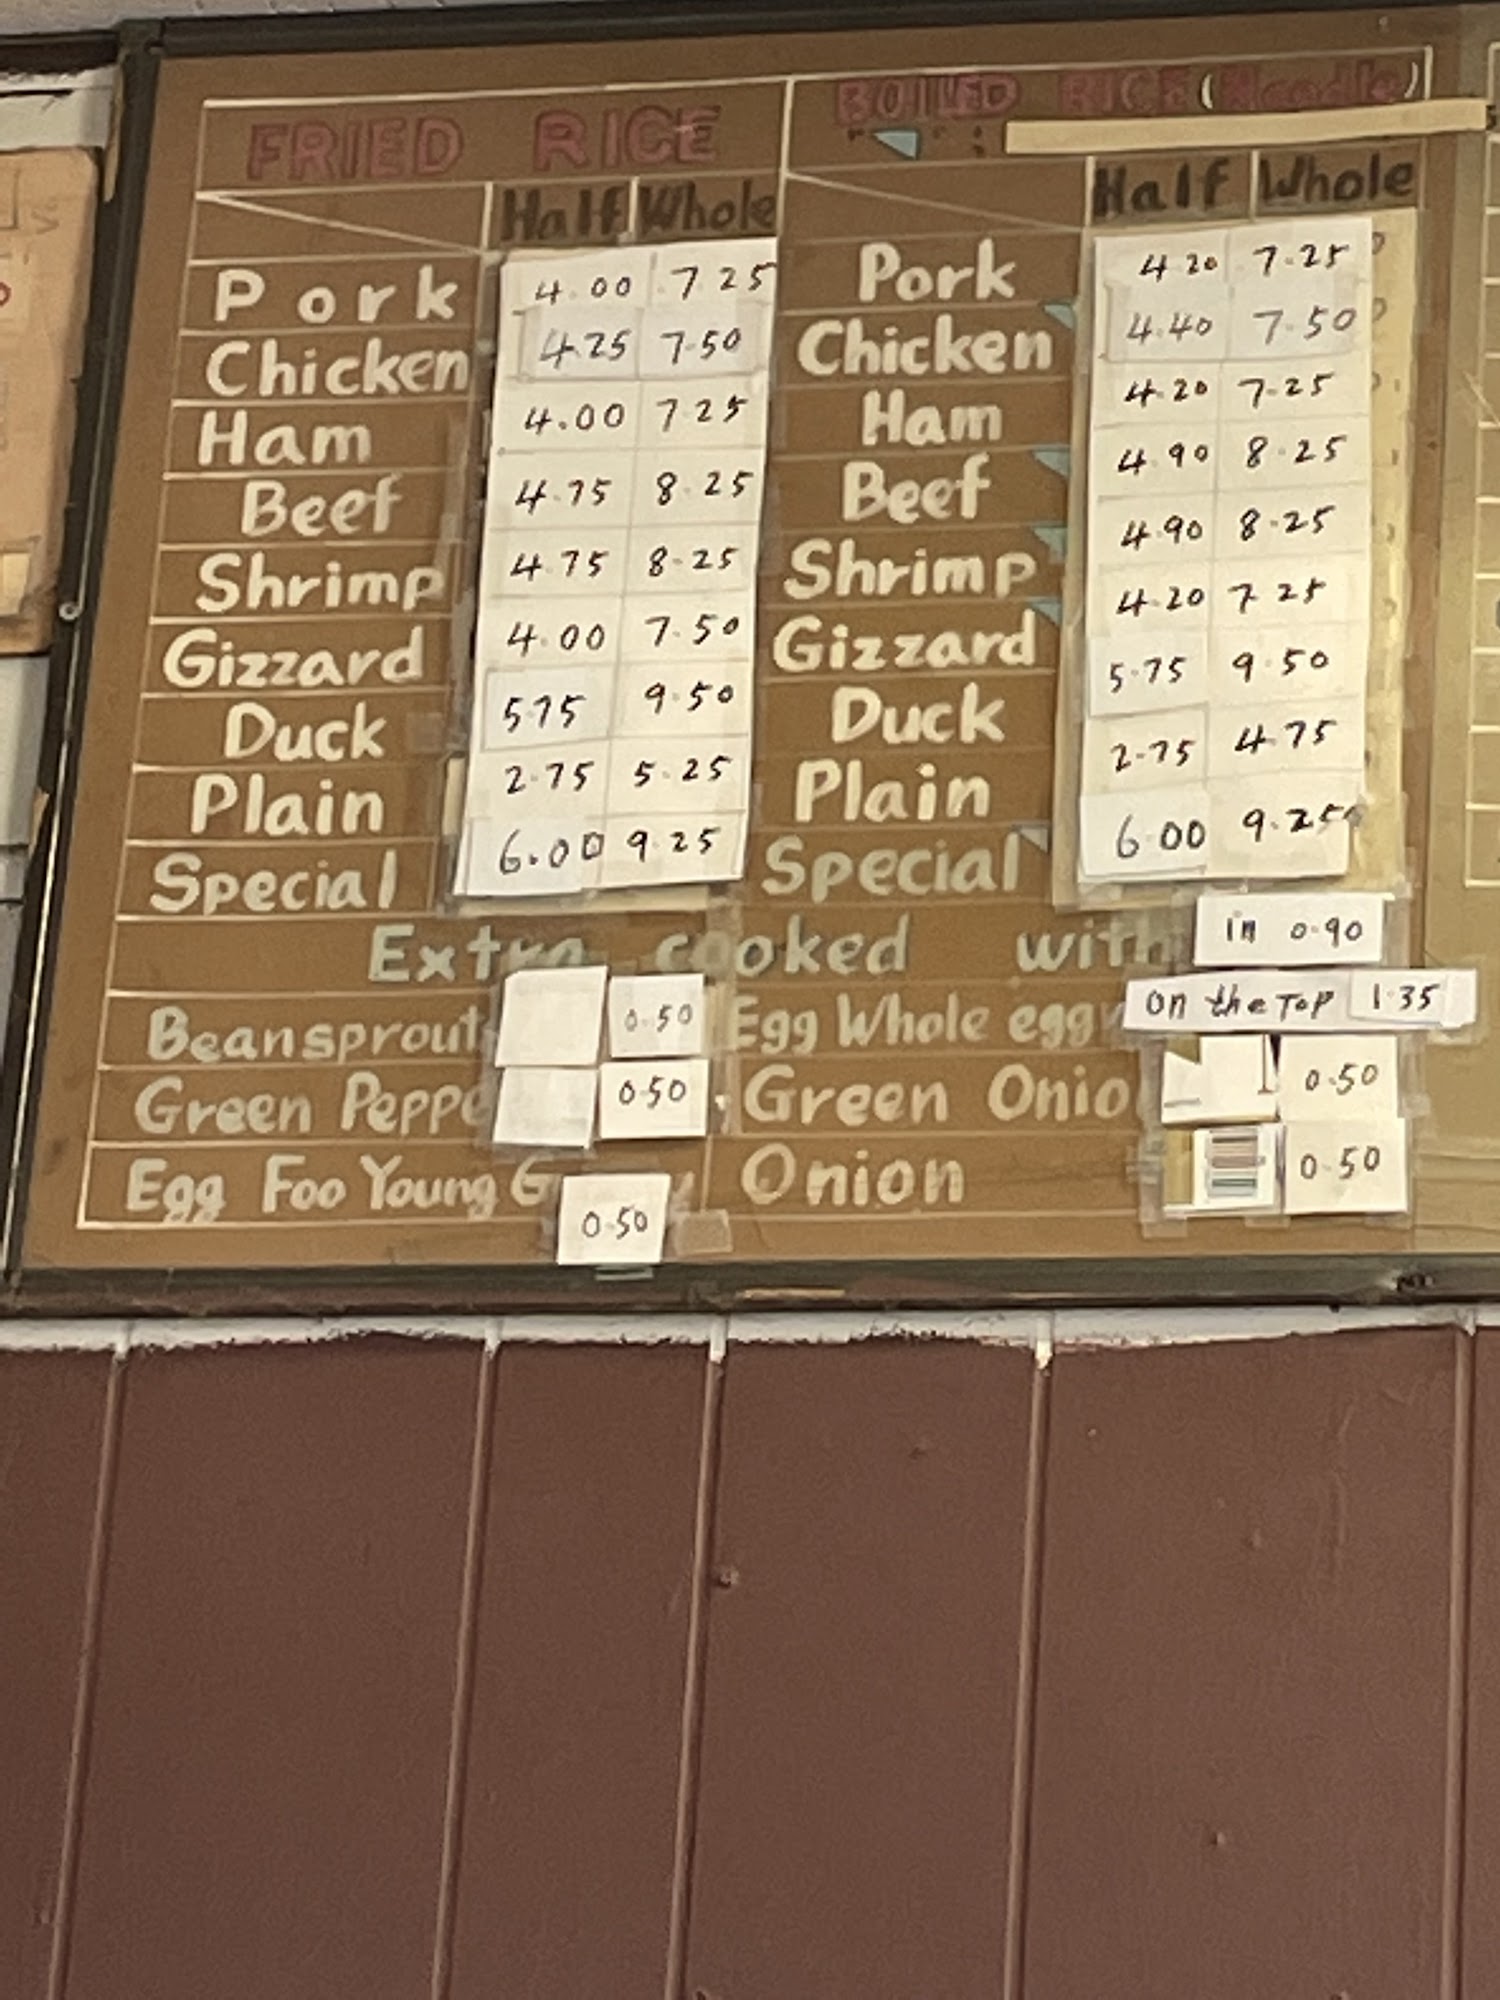 FRIED RICE
Half Whole
Pork 4.00 7.25
Chicken 4.25 7.50
Ham 4.00 7.25
Beef 4.75 8.25
Shrimp 4.75 8.25
Gizzard 4.00 7.50
Duck 5.75 9.50
Plain 2.75 5.25
Special 6.00 9.25
BOILED RICE (Noodle)
Half Whole
Pork 4.20 7.25
Chicken 4.40 7.50
Ham 4.20 7.25
Beef 4.90 8.25
Shrimp 4.90 8.25
Gizzard 4.20 7.25
Duck 5.75 9.50
Plain 2.75 4.75
Special 6.00 9.25
Extra cooked with in 0.90
Beansprout 0.50 Egg Whole egg on the Top 1.35
Green Peppe 0.50 Green Onio 0.50
Egg Foo Young 0.50 Onion 0.50